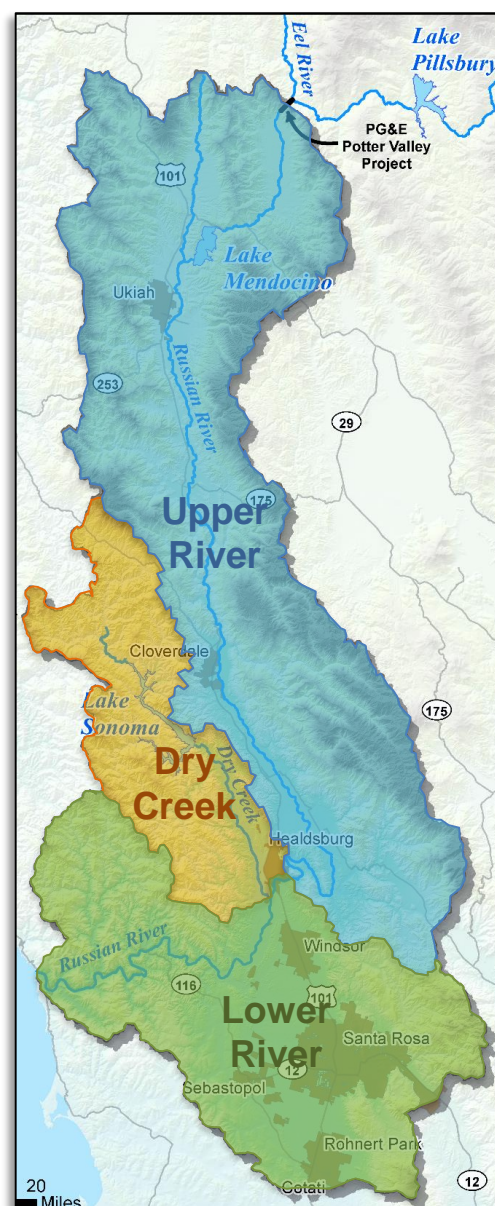 Eel River
Lake
Pillsbury
PG&E
Potter Valley
Project
101
Lake
Mendocino
Ukiah
Russian River
253
29
175
Upper
River
Cloverdale
Lake
Sonoma
175
Dry
Creek
Dry Creek
Healdsburg
Russian River
Windsor
116
101
Lower
River
Santa Rosa
12
Sebastopol
Rohnert Park
12
Cotati
20
Miles